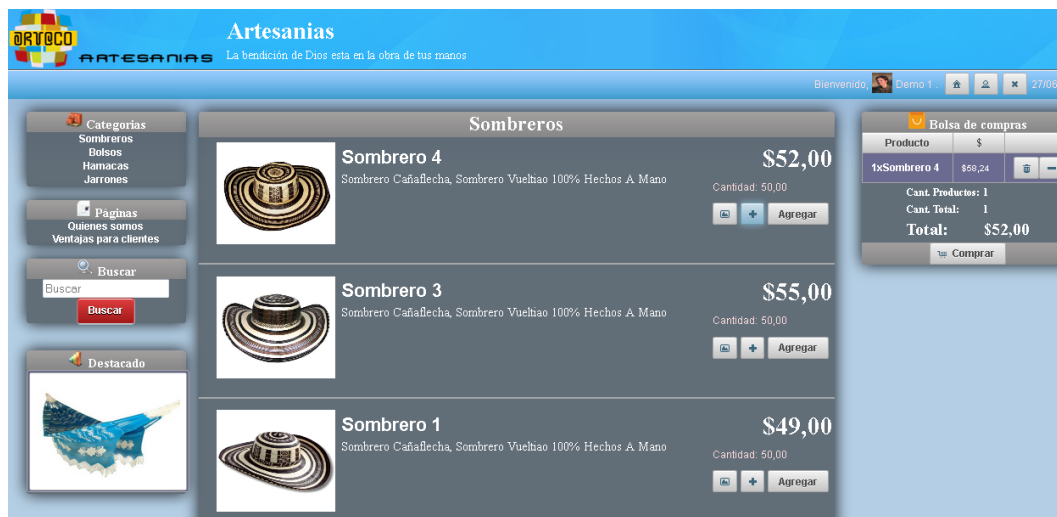 ARTECO
ARTESANIAS
Artesanias
La bendición de Dios esta en la obra de tus manos
Bienvenido, Demo 1 . 27/06
Categorias
Sombreros
Bolsos
Hamacas
Jarrones
Páginas
Quienes somos
Ventajas para clientes
Buscar
Buscar
Buscar
Destacado
Sombreros
Sombrero 4
$52,00
Sombrero Cañaflecha, Sombrero Vueltiao 100% Hechos A Mano
Cantidad: 50,00
Agregar
Sombrero 3
$55,00
Sombrero Cañaflecha, Sombrero Vueltiao 100% Hechos A Mano
Cantidad: 50,00
Agregar
Sombrero 1
$49,00
Sombrero Cañaflecha, Sombrero Vueltiao 100% Hechos A Mano
Cantidad: 50,00
Agregar
Bolsa de compras
Producto $
1xSombrero 4 $58,24
Cant. Productos: 1
Cant. Total: 1
Total: $52,00
Comprar